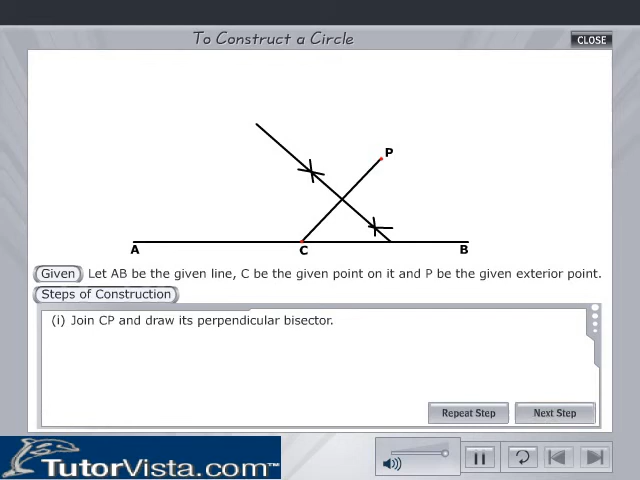 To Construct a Circle
CLOSE
P
A
C
B
Given Let AB be the given line, C be the given point on it and P be the given exterior point.
Steps of Construction
(i) Join CP and draw its perpendicular bisector.
Repeat Step
Next Step
TutorVista.com™